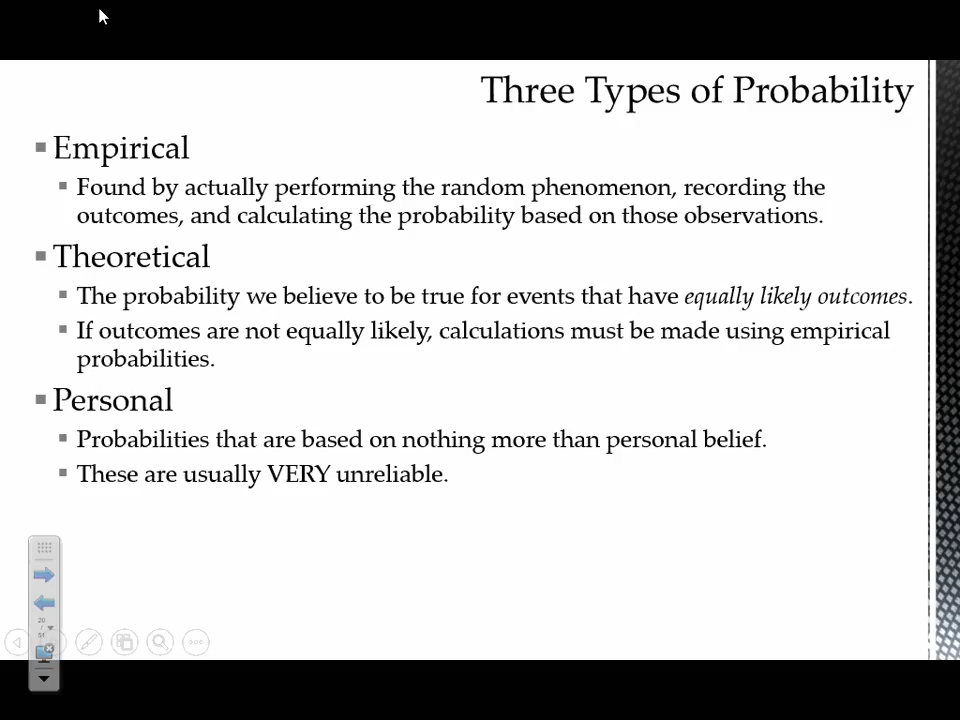 Three Types of Probability
Empirical
Found by actually performing the random phenomenon, recording the
outcomes, and calculating the probability based on those observations.
Theoretical
The probability we believe to be true for events that have equally likely outcomes.
If outcomes are not equally likely, calculations must be made using empirical
probabilities.
Personal
Probabilities that are based on nothing more than personal belief.
These are usually VERY unreliable.
20
/
51